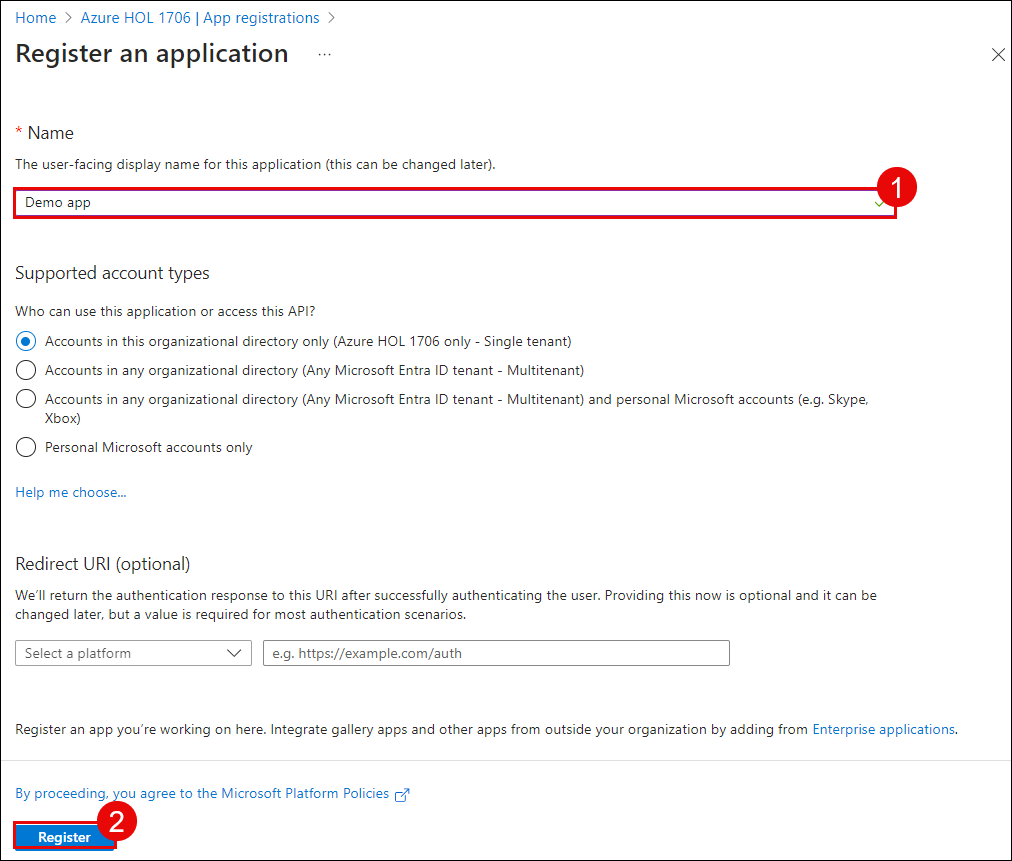 Home > Azure HOL 1706 | App registrations >
Register an application ...
* Name
The user-facing display name for this application (this can be changed later).
1
Demo app
Supported account types
Who can use this application or access this API?
Accounts in this organizational directory only (Azure HOL 1706 only - Single tenant)
Accounts in any organizational directory (Any Microsoft Entra ID tenant - Multitenant)
Accounts in any organizational directory (Any Microsoft Entra ID tenant - Multitenant) and personal Microsoft accounts (e.g. Skype,
Xbox)
Personal Microsoft accounts only
Help me choose...
Redirect URI (optional)
We'll return the authentication response to this URI after successfully authenticating the user. Providing this now is optional and it can be
changed later, but a value is required for most authentication scenarios.
Select a platform e.g. https://example.com/auth
Register an app you're working on here. Integrate gallery apps and other apps from outside your organization by adding from Enterprise applications.
By proceeding, you agree to the Microsoft Platform Policies
2
Register